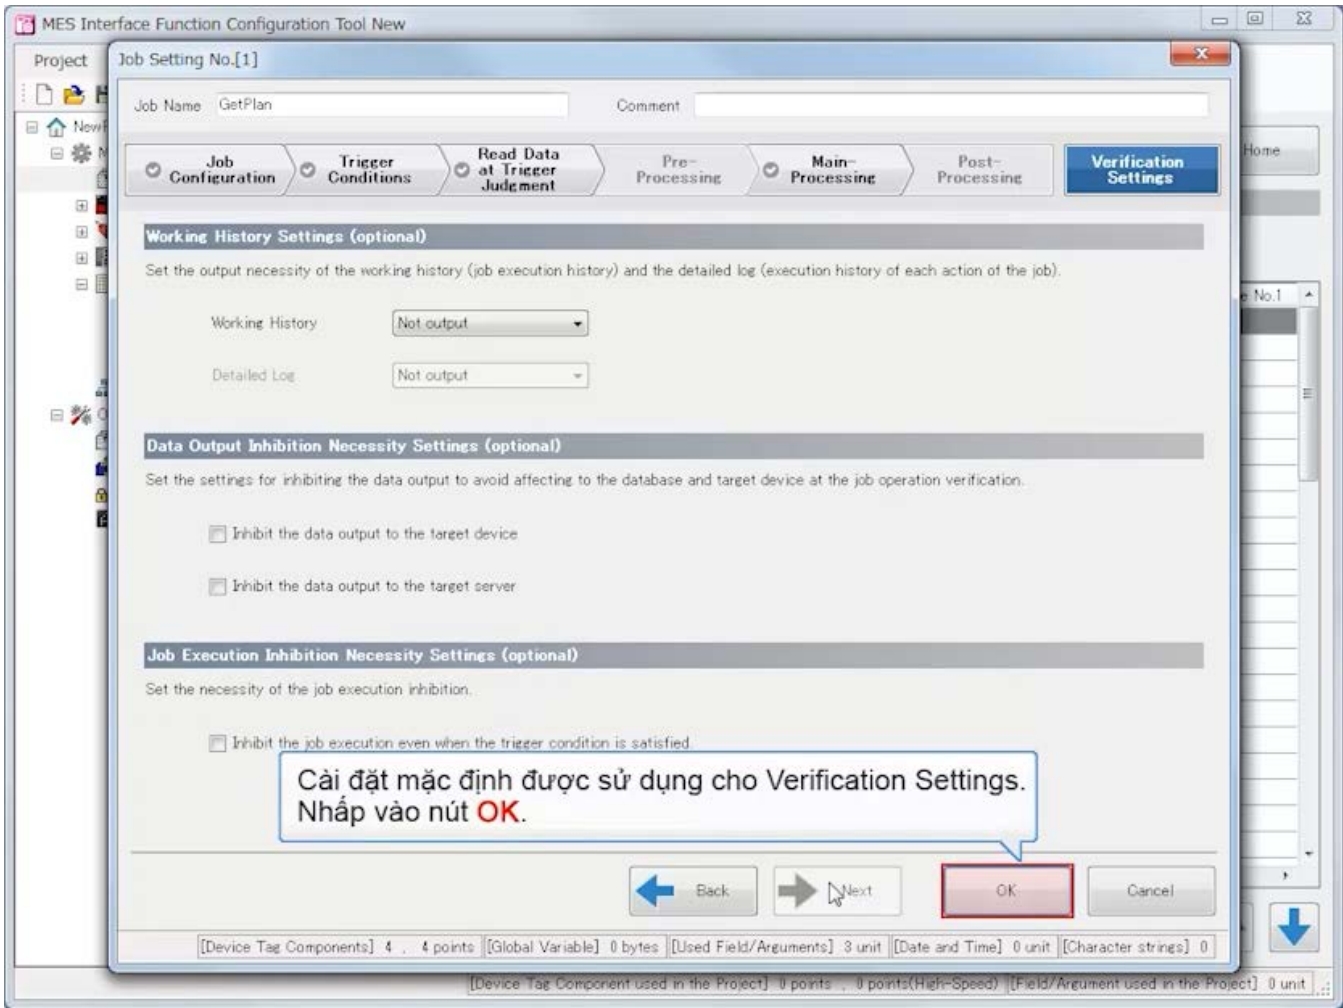 MES Interface Function Configuration Tool New
Project
Job Setting No.[1]
Job Name GetPlan Comment
Home
Job Configuration
Trigger Conditions
Read Data at Trigger Judgment
Pre-Processing
Main-Processing
Post-Processing
Verification Settings
Working History Settings (optional)
Set the output necessity of the working history (job execution history) and the detailed log (execution history of each action of the job).
No.1
Working History Not output
Detailed Log Not output
Data Output Inhibition Necessity Settings (optional)
Set the settings for inhibiting the data output to avoid affecting to the database and target device at the job operation verification.
Inhibit the data output to the target device
Inhibit the data output to the target server
Job Execution Inhibition Necessity Settings (optional)
Set the necessity of the job execution inhibition.
Inhibit the job execution even when the trigger condition is satisfied.
Cài đặt mặc định được sử dụng cho Verification Settings.
Nhấp vào nút OK.
Back Next OK Cancel
[Device Tag Components] 4 , 4 points [Global Variable] 0 bytes [Used Field/Arguments] 3 unit [Date and Time] 0 unit [Character strings] 0
[Device Tag Component used in the Project] 0 points , 0 points(High-Speed) [Field/Argument used in the Project] 0 unit